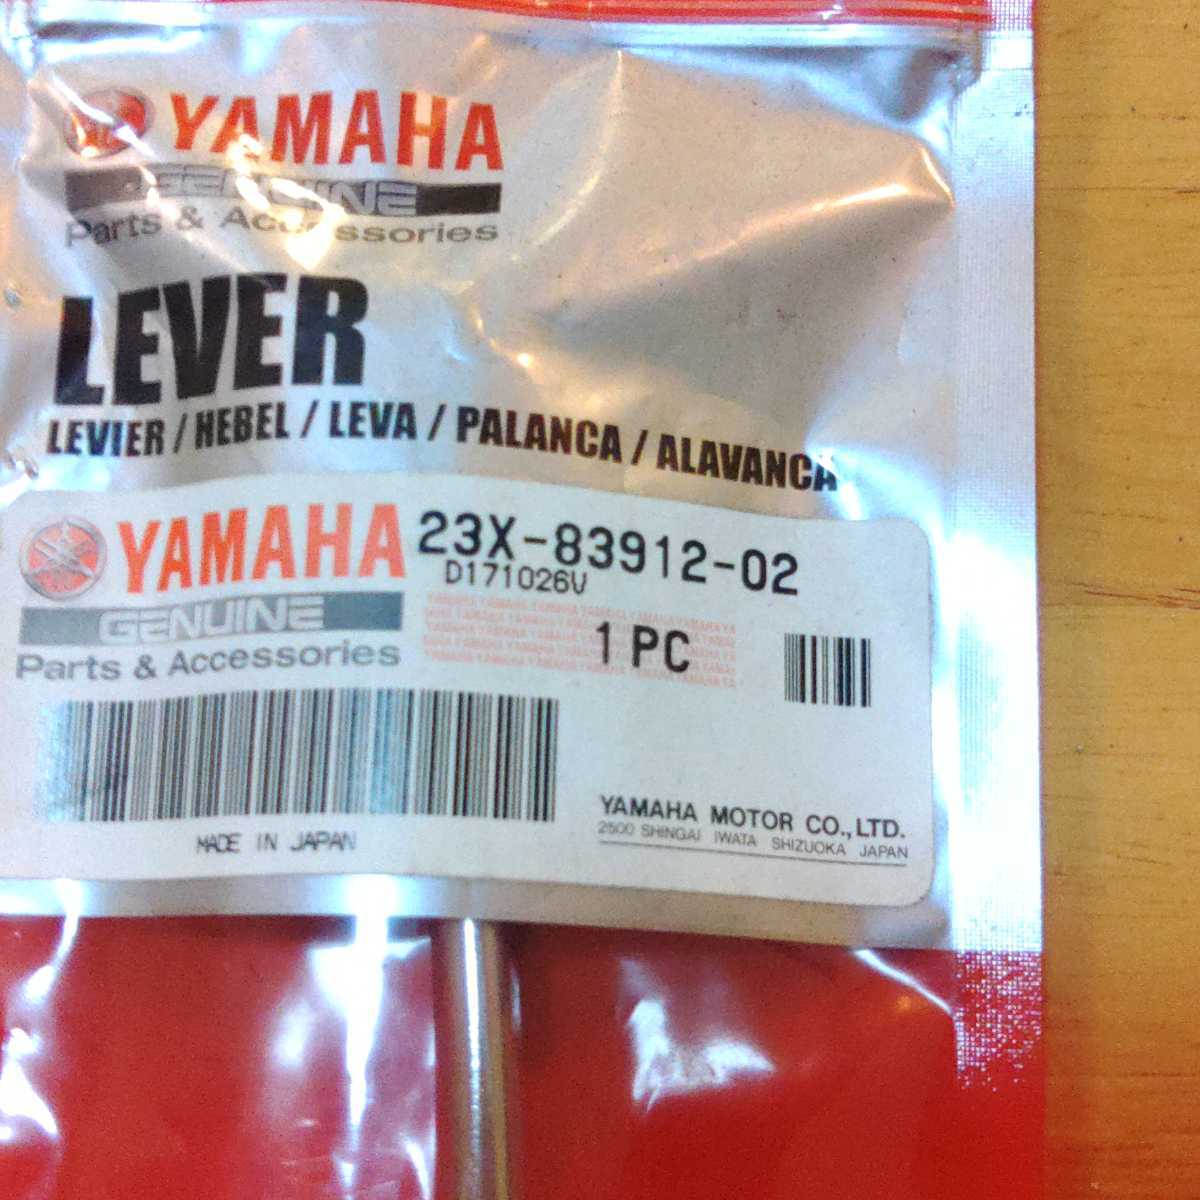 YAMAHA
GENUINE
Parts & Accessories
LEVER
LEVIER / HEBEL / LEVA / PALANCA / ALAVANCA
YAMAHA
GENUINE
Parts & Accessories
23X-83912-02
D171026V
1 PC
MADE IN JAPAN
YAMAHA MOTOR CO.,LTD.
2500 SHINGAI IWATA SHIZUOKA JAPAN